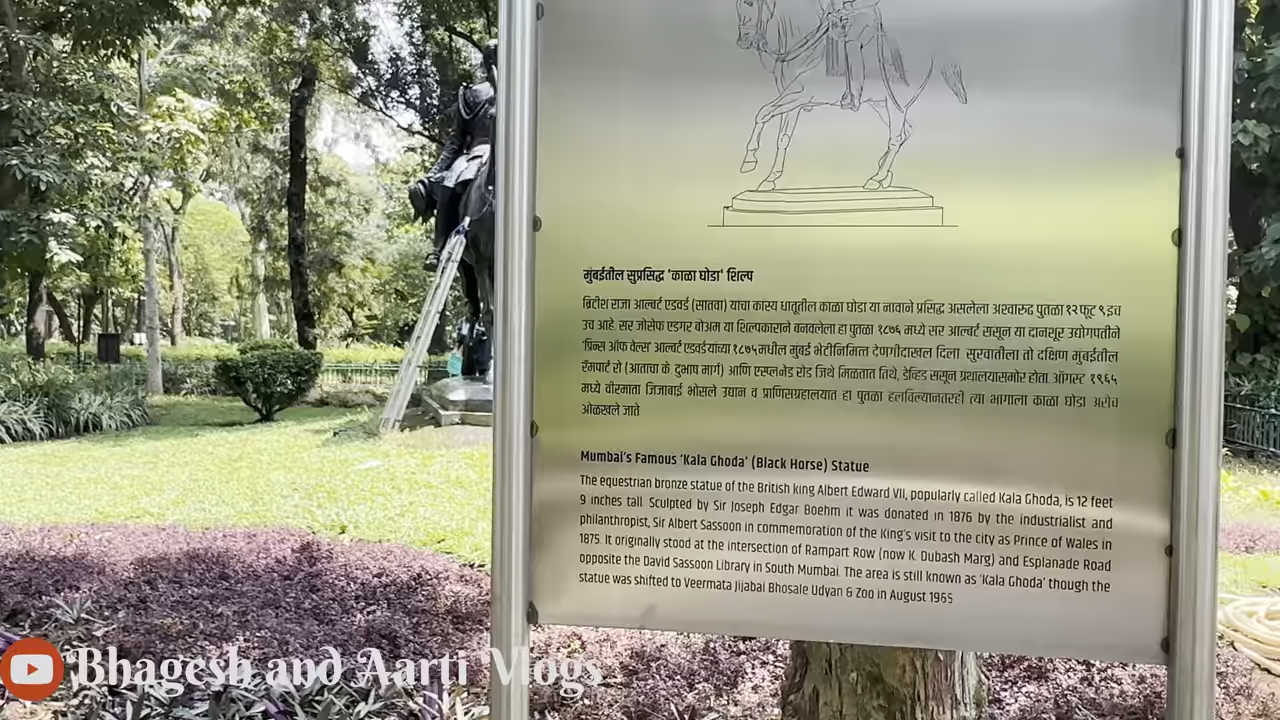 मुंबईतील सुप्रसिद्ध 'काळा घोडा' शिल्प
ब्रिटीश राजा आल्बर्ट एडवर्ड (सातवा) यांचा कांस्य धातूतील काळा घोडा या नावाने प्रसिद्ध असलेला अश्वारुढ पुतळा १२फूट ९इंच
उंच आहे. सर जोसेफ एडगर बोअम या शिल्पकाराने बनवलेला हा पुतळा १८७६ मध्ये सर आल्बर्ट ससून या दानशूर उद्योगपतीने
'प्रिन्स ऑफ वेल्स' आल्बर्ट एडवर्डयांच्या १८७५मधील मुंबई भेटीनिमित्त देणगीदाखल दिला. सुरुवातीला तो दक्षिण मुंबईतील
रॅमपार्ट रो (आताचा के. दुभाष मार्ग) आणि एस्प्लनेड रोड जिथे मिळतात तिथे, डेव्हिड ससून ग्रंथालयासमोर होता. ऑगस्ट १९६५
मध्ये वीरमाता जिजाबाई भोसले उद्यान व प्राणिसंग्रहालयात हा पुतळा हलविल्यानंतरही त्या भागाला काळा घोडा असेच
ओळखले जाते
Mumbai's Famous 'Kala Ghoda' (Black Horse) Statue
The equestrian bronze statue of the British king Albert Edward VII, popularly called Kala Ghoda, is 12 feet
9 inches tall. Sculpted by Sir Joseph Edgar Boehm it was donated in 1876 by the industrialist and
philanthropist, Sir Albert Sassoon in commemoration of the King's visit to the city as Prince of Wales in
1875. It originally stood at the intersection of Rampart Row (now K. Dubash Marg) and Esplanade Road
opposite the David Sassoon Library in South Mumbai. The area is still known as 'Kala Ghoda' though the
statue was shifted to Veermata Jijabai Bhosale Udyan & Zoo in August 1965
Bhagesh and Aarti Vlogs